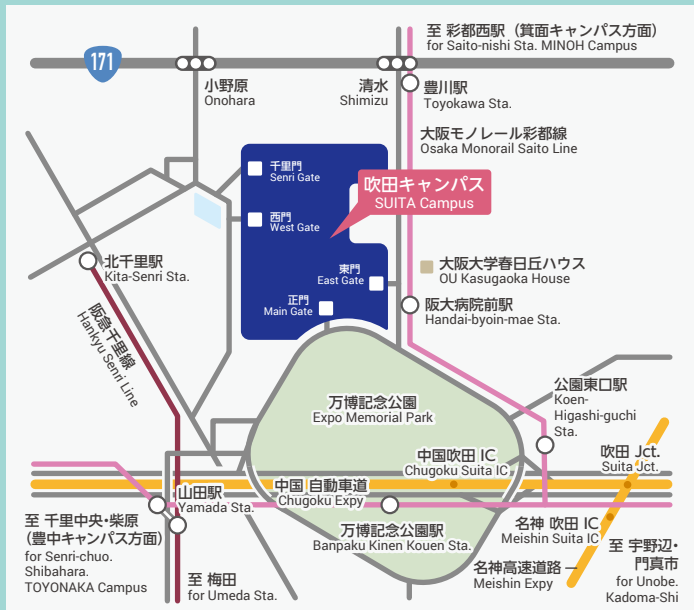 至 彩都西駅（箕面キャンパス方面）
for Saito-nishi Sta. MINOH Campus
171
小野原
Onohara
清水
Shimizu
豊川駅
Toyokawa Sta.
大阪モノレール彩都線
Osaka Monorail Saito Line
千里門
Senri Gate
吹田キャンパス
SUITA Campus
西門
West Gate
北千里駅
Kita-Senri Sta.
東門
East Gate
大阪大学春日丘ハウス
OU Kasugaoka House
正門
Main Gate
阪大病院前駅
Handai-byoin-mae Sta.
阪急千里線
Hankyu Senri Line
万博記念公園
Expo Memorial Park
公園東口駅
Koen-
Higashi-guchi
Sta.
中国吹田 IC
Chugoku Suita IC
吹田 Jct.
Suita Jct.
中国 自動車道
Chugoku Expy
山田駅
Yamada Sta.
万博記念公園駅
Banpaku Kinen Kouen Sta.
名神 吹田 IC
Meishin Suita IC
至 千里中央・柴原
（豊中キャンパス方面）
for Senri-chuo.
Shibahara.
TOYONAKA Campus
至 梅田
for Umeda Sta.
名神高速道路
Meishin Expy
至 宇野辺・
門真市
for Unobe.
Kadoma-Shi